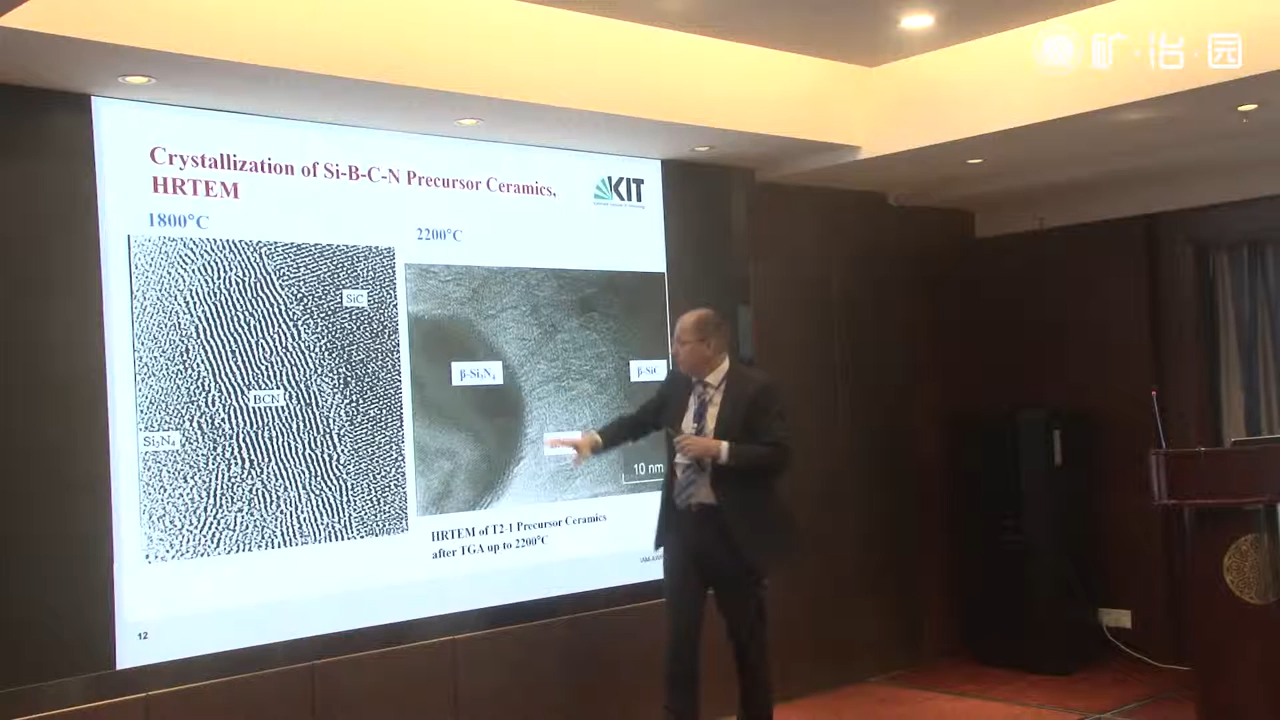 矿·冶·园
Crystallization of Si-B-C-N Precursor Ceramics,
HRTEM
KIT
1800°C
2200°C
SiC
BCN
Si₃N₄
β-Si₃N₄
β-SiC
10 nm
HRTEM of T2-1 Precursor Ceramics
after TGA up to 2200°C
12